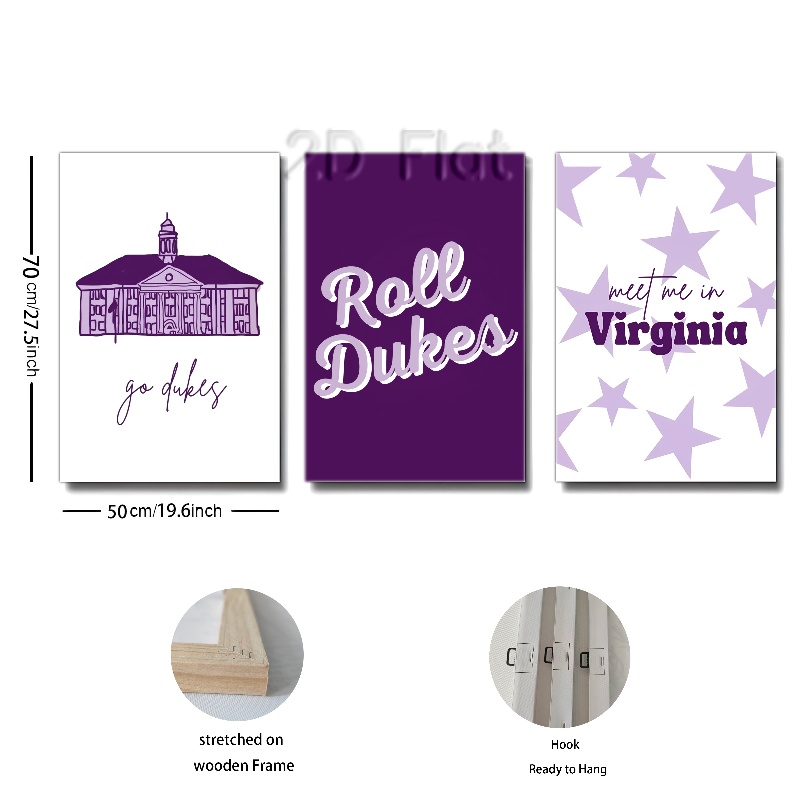 2D Flat
go dukes
Roll
Dukes
meet me in
Virginia
70cm/27.5inch
50cm/19.6inch
stretched on
wooden Frame
Hook
Ready to Hang